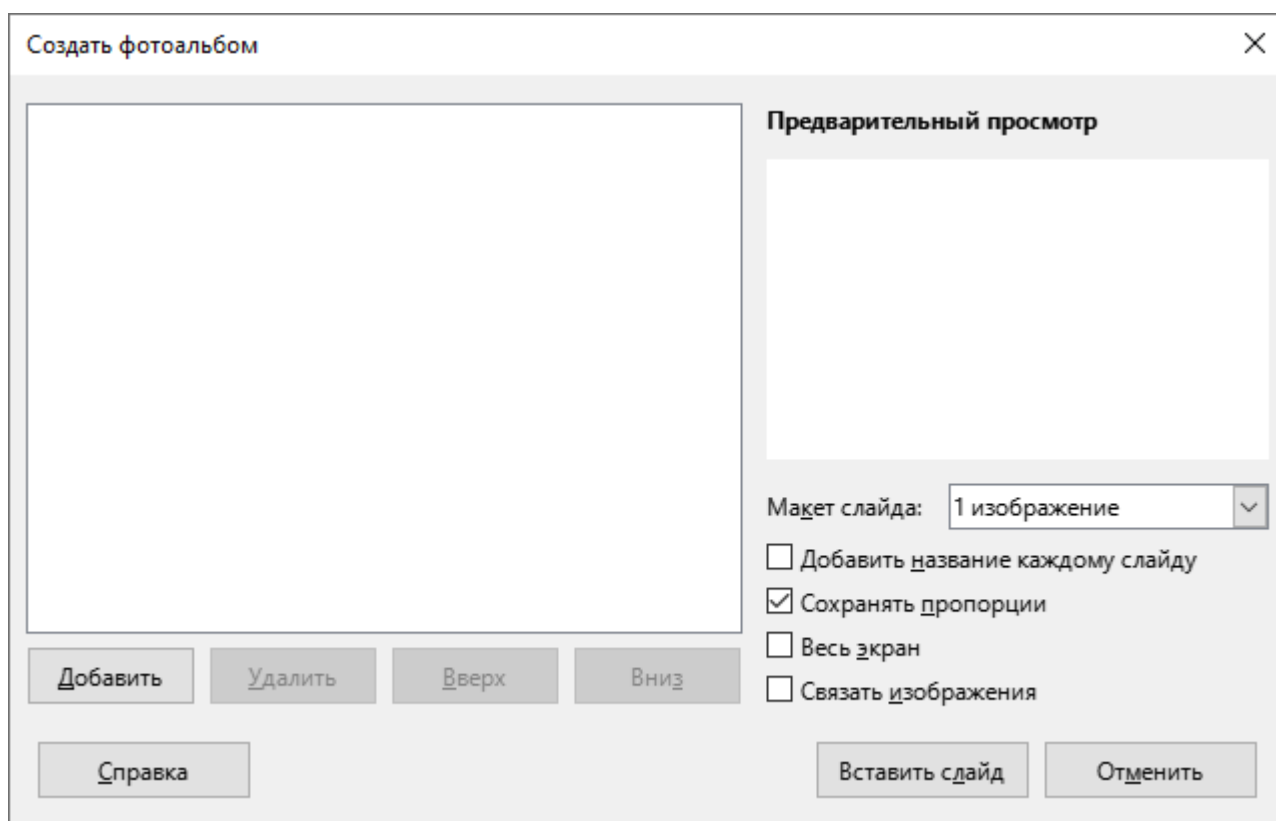 Создать фотоальбом
Предварительный просмотр
Макет слайда: 1 изображение
Добавить название каждому слайду
Сохранять пропорции
Весь экран
Связать изображения
Добавить Удалить Вверх Вниз
Справка Вставить слайд Отменить